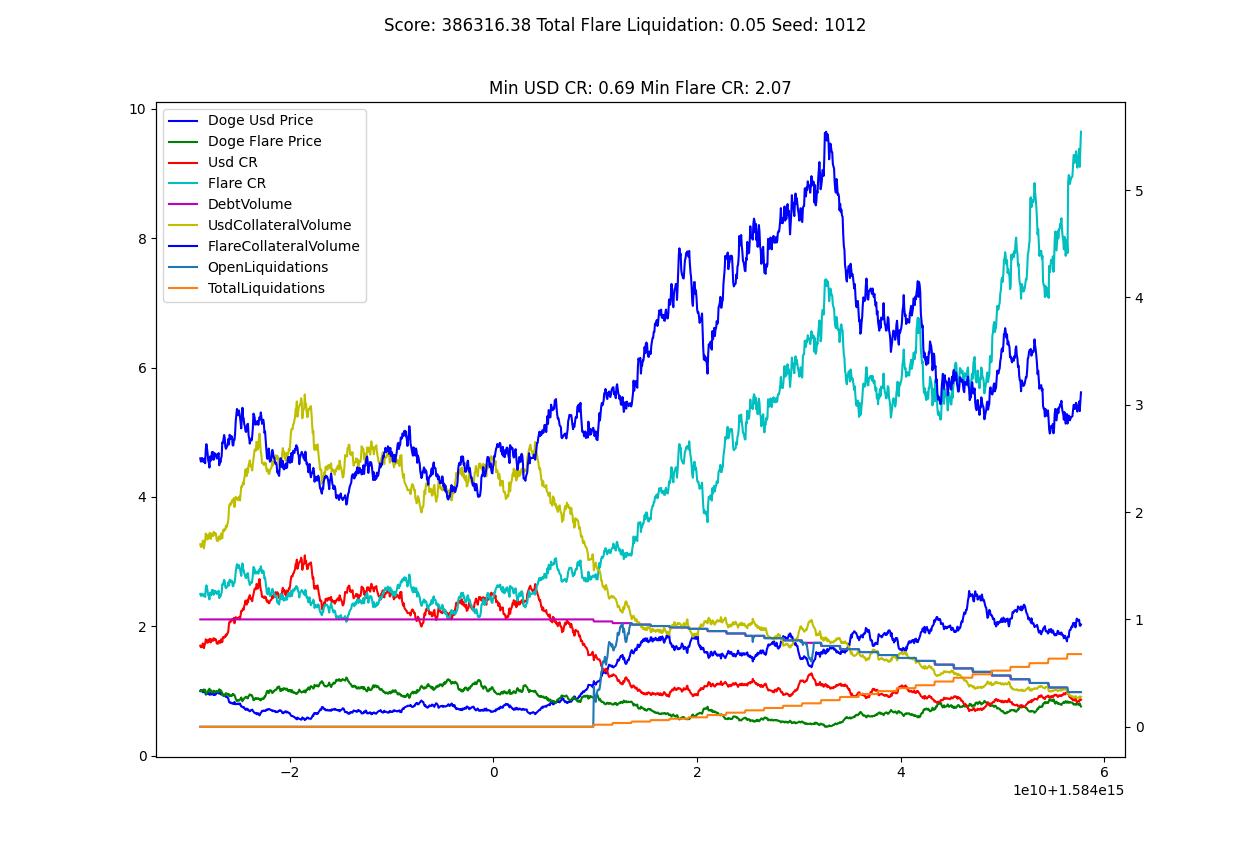 Score: 386316.38 Total Flare Liquidation: 0.05 Seed: 1012
Min USD CR: 0.69 Min Flare CR: 2.07
Doge Usd Price
Doge Flare Price
Usd CR
Flare CR
DebtVolume
UsdCollateralVolume
FlareCollateralVolume
OpenLiquidations
TotalLiquidations
10
8
6
4
2
0
5
4
3
2
1
0
−2
0
2
4
6
1e10+1.584e15